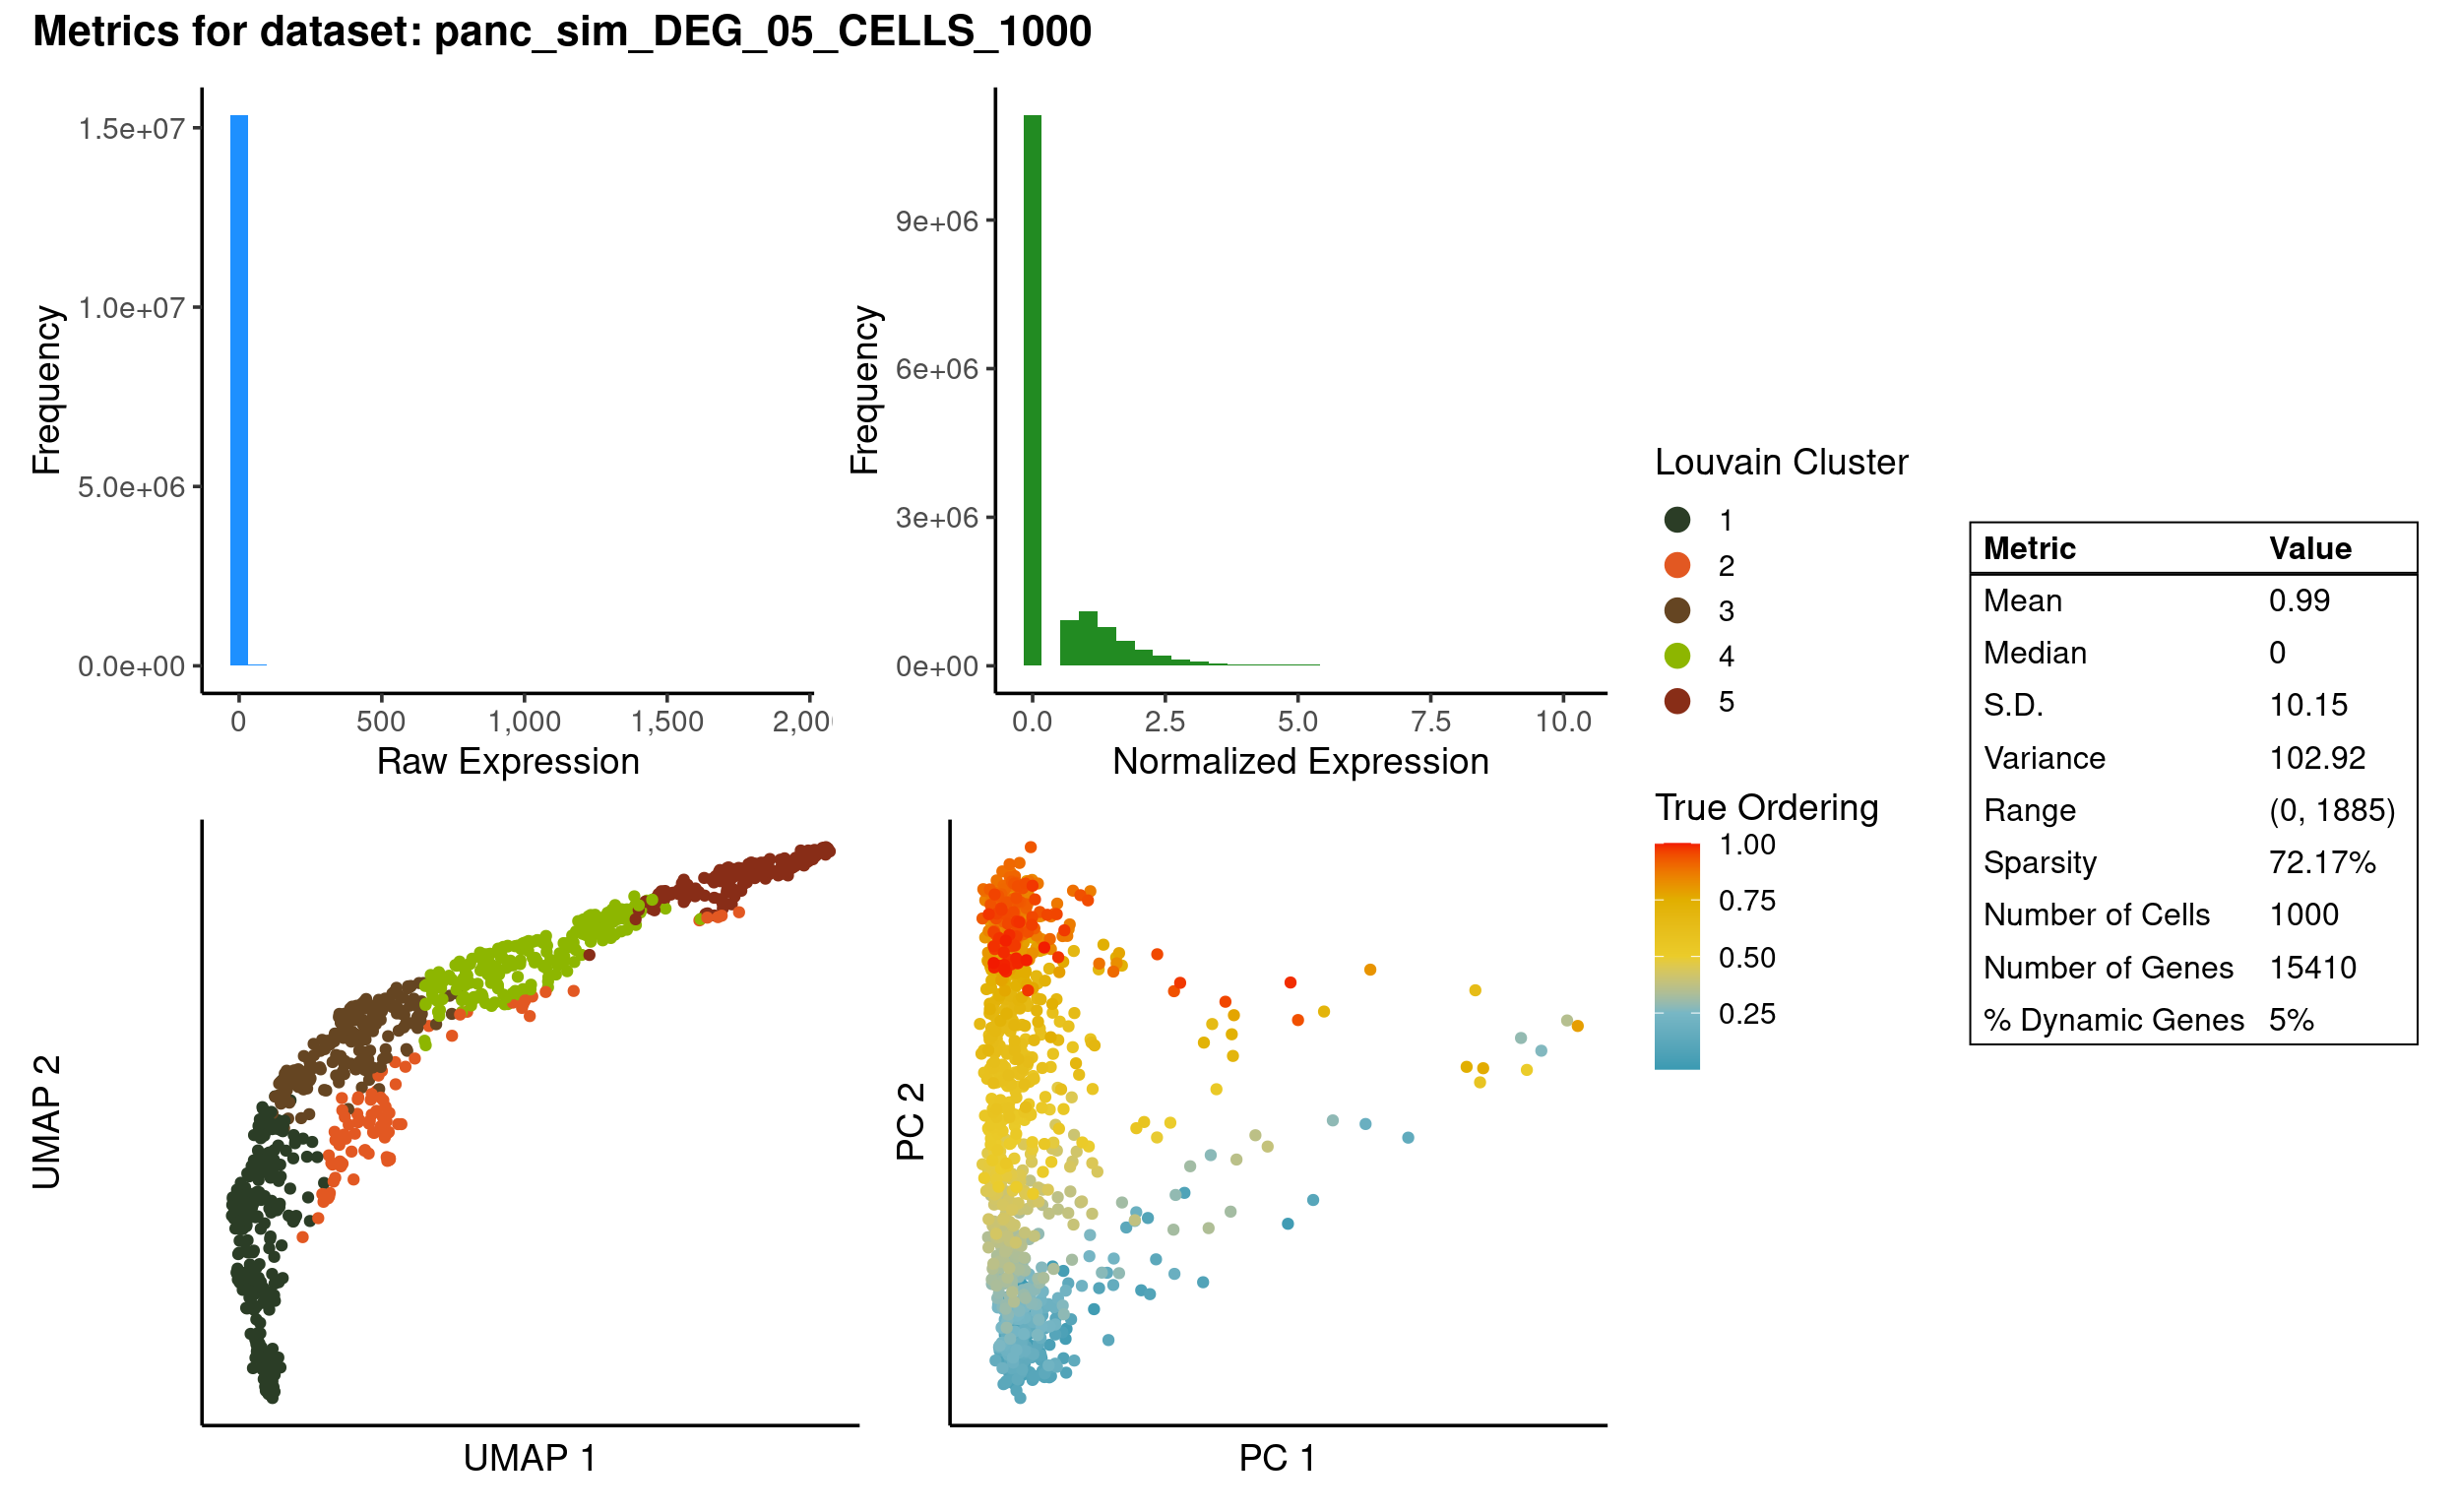 Metrics for dataset: panc_sim_DEG_05_CELLS_1000
Frequency
1.5e+07
1.0e+07
5.0e+06
0.0e+00
0 500 1,000 1,500 2,00
Raw Expression
Frequency
9e+06
6e+06
3e+06
0e+00
0.0 2.5 5.0 7.5 10.0
Normalized Expression
UMAP 2
UMAP 1
PC 2
PC 1
Louvain Cluster
1
2
3
4
5
True Ordering
1.00
0.75
0.50
0.25
Metric Value
Mean 0.99
Median 0
S.D. 10.15
Variance 102.92
Range (0, 1885)
Sparsity 72.17%
Number of Cells 1000
Number of Genes 15410
% Dynamic Genes 5%